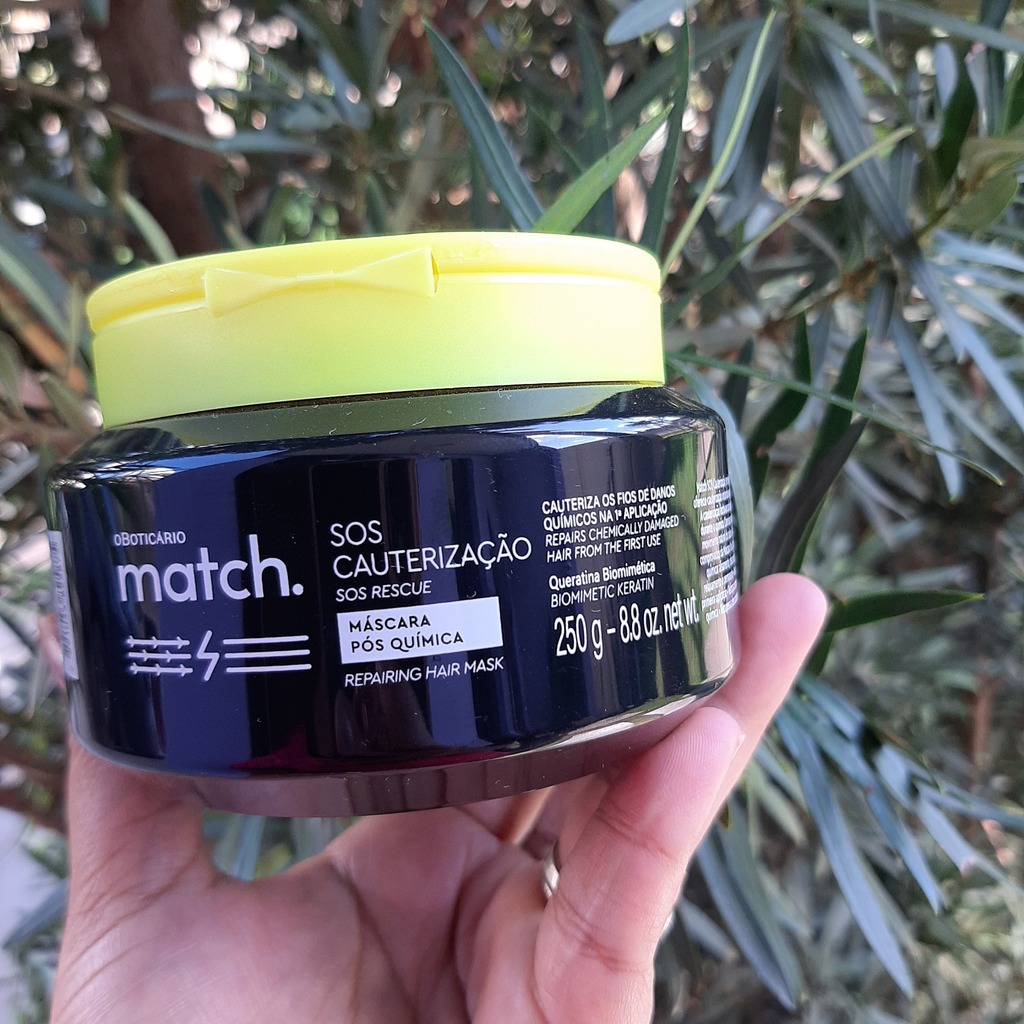 oBOTICÁRIO
match.
SOS
CAUTERIZAÇÃO
SOS RESCUE
MÁSCARA
PÓS QUÍMICA
REPAIRING HAIR MASK
CAUTERIZA OS FIOS DE DANOS
QUÍMICOS NA 1ª APLICAÇÃO
REPAIRS CHEMICALLY DAMAGED
HAIR FROM THE FIRST USE
Queratina Biomimética
BIOMIMETIC KERATIN
250 g – 8.8 oz. net wt.